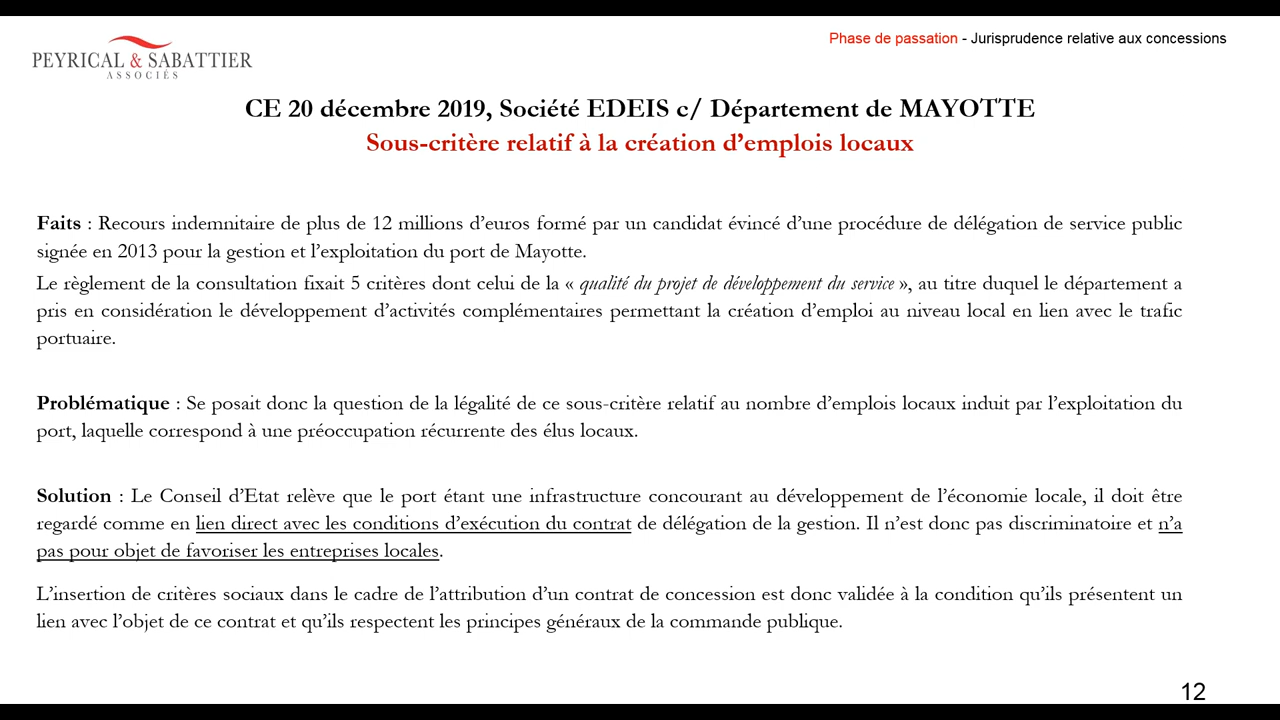 PEYRICAL & SABATTIER
ASSOCIÉS
Phase de passation - Jurisprudence relative aux concessions
CE 20 décembre 2019, Société EDEIS c/ Département de MAYOTTE
Sous-critère relatif à la création d’emplois locaux
Faits : Recours indemnitaire de plus de 12 millions d’euros formé par un candidat évincé d’une procédure de délégation de service public
signée en 2013 pour la gestion et l’exploitation du port de Mayotte.
Le règlement de la consultation fixait 5 critères dont celui de la « qualité du projet de développement du service », au titre duquel le département a
pris en considération le développement d’activités complémentaires permettant la création d’emploi au niveau local en lien avec le trafic
portuaire.
Problématique : Se posait donc la question de la légalité de ce sous-critère relatif au nombre d’emplois locaux induit par l’exploitation du
port, laquelle correspond à une préoccupation récurrente des élus locaux.
Solution : Le Conseil d’Etat relève que le port étant une infrastructure concourant au développement de l’économie locale, il doit être
regardé comme en lien direct avec les conditions d’exécution du contrat de délégation de la gestion. Il n’est donc pas discriminatoire et n’a
pas pour objet de favoriser les entreprises locales.
L’insertion de critères sociaux dans le cadre de l’attribution d’un contrat de concession est donc validée à la condition qu’ils présentent un
lien avec l’objet de ce contrat et qu’ils respectent les principes généraux de la commande publique.
12